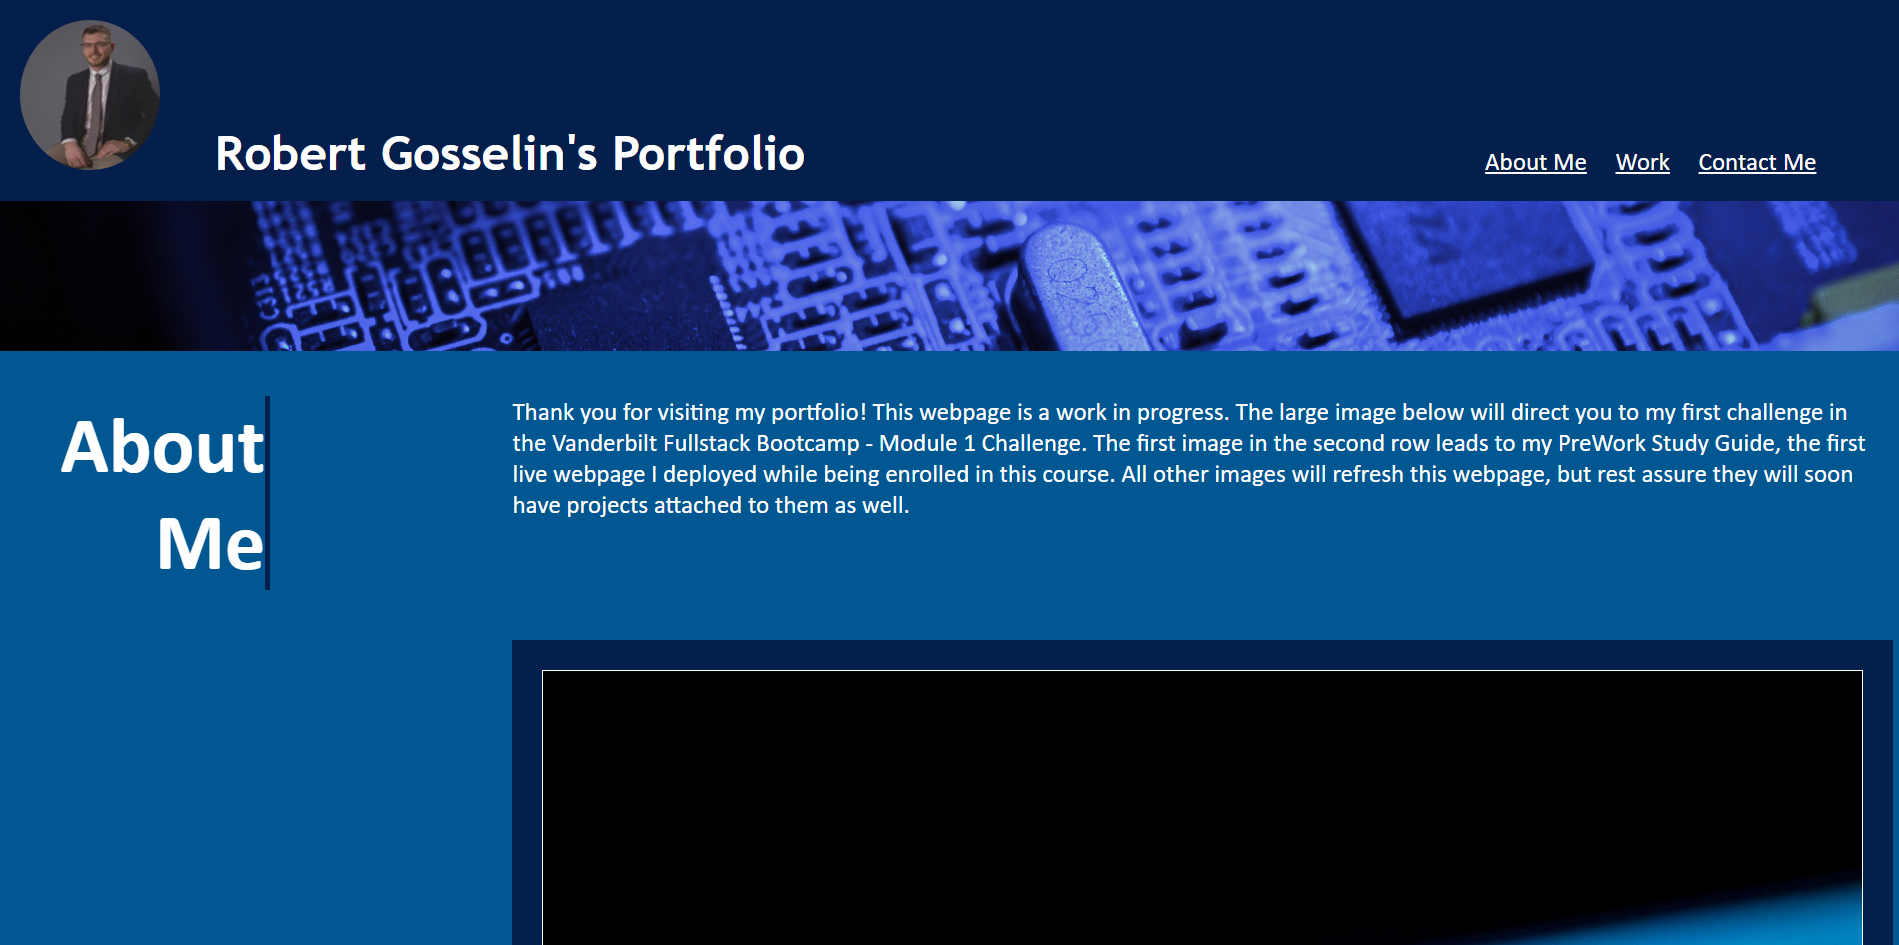 Robert Gosselin's Portfolio
About Me Work Contact Me
About
Me
Thank you for visiting my portfolio! This webpage is a work in progress. The large image below will direct you to my first challenge in
the Vanderbilt Fullstack Bootcamp - Module 1 Challenge. The first image in the second row leads to my PreWork Study Guide, the first
live webpage I deployed while being enrolled in this course. All other images will refresh this webpage, but rest assure they will soon
have projects attached to them as well.